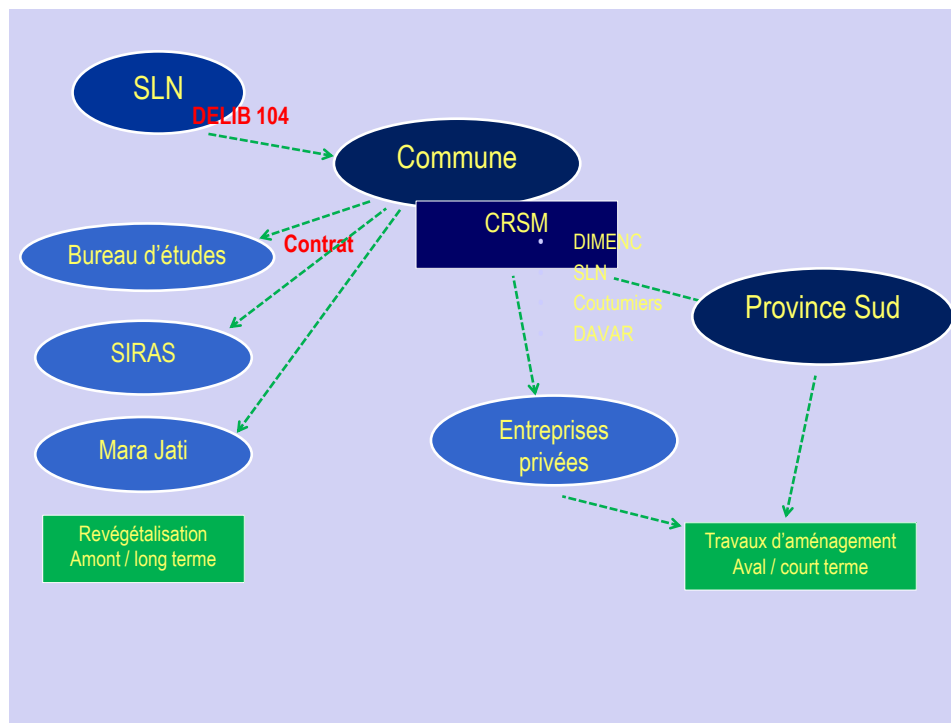 SLN
DELIB 104
Commune
CRSM
• DIMENC
SLN
Coutumiers
DAVAR
Bureau d’études
Contrat
Province Sud
SIRAS
Mara Jati
Entreprises
privées
Revégétalisation
Amont / long terme
Travaux d’aménagement
Aval / court terme